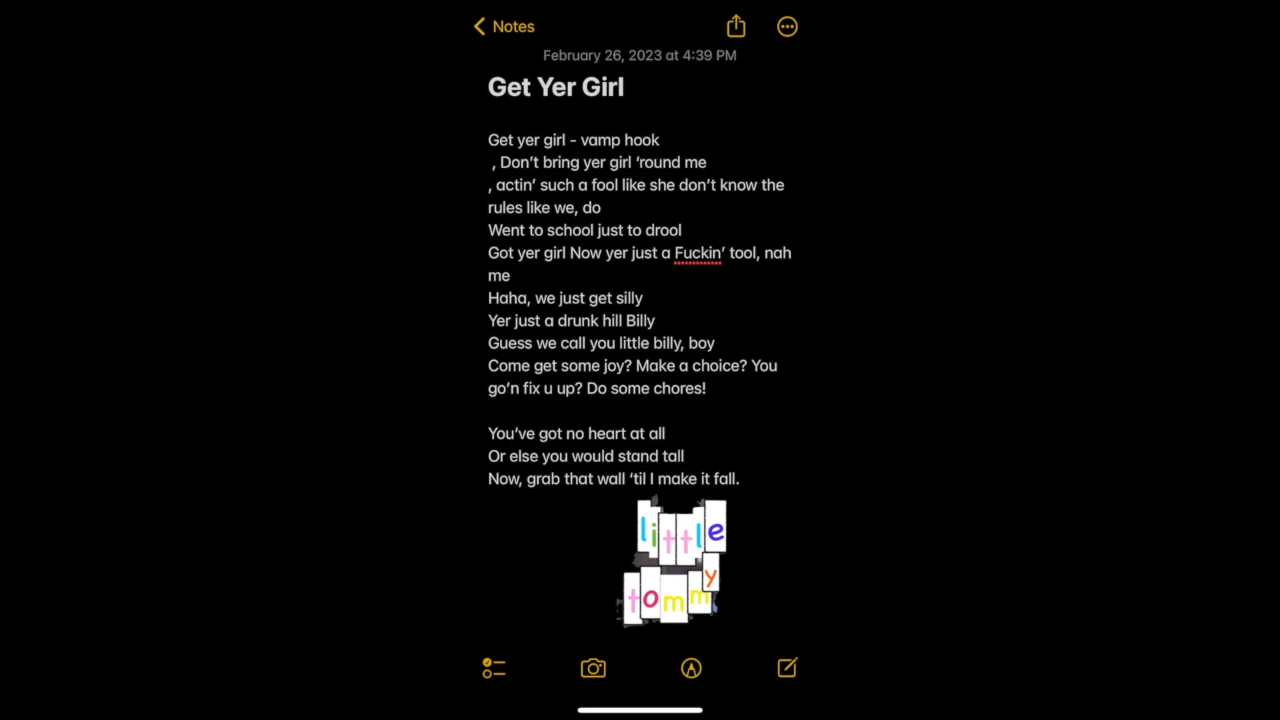 Notes
February 26, 2023 at 4:39 PM
Get Yer Girl
Get yer girl - vamp hook
, Don’t bring yer girl ‘round me
, actin’ such a fool like she don’t know the
rules like we, do
Went to school just to drool
Got yer girl Now yer just a Fuckin’ tool, nah
me
Haha, we just get silly
Yer just a drunk hill Billy
Guess we call you little billy, boy
Come get some joy? Make a choice? You
go’n fix u up? Do some chores!
You’ve got no heart at all
Or else you would stand tall
Now, grab that wall ‘til I make it fall.
little
tommy